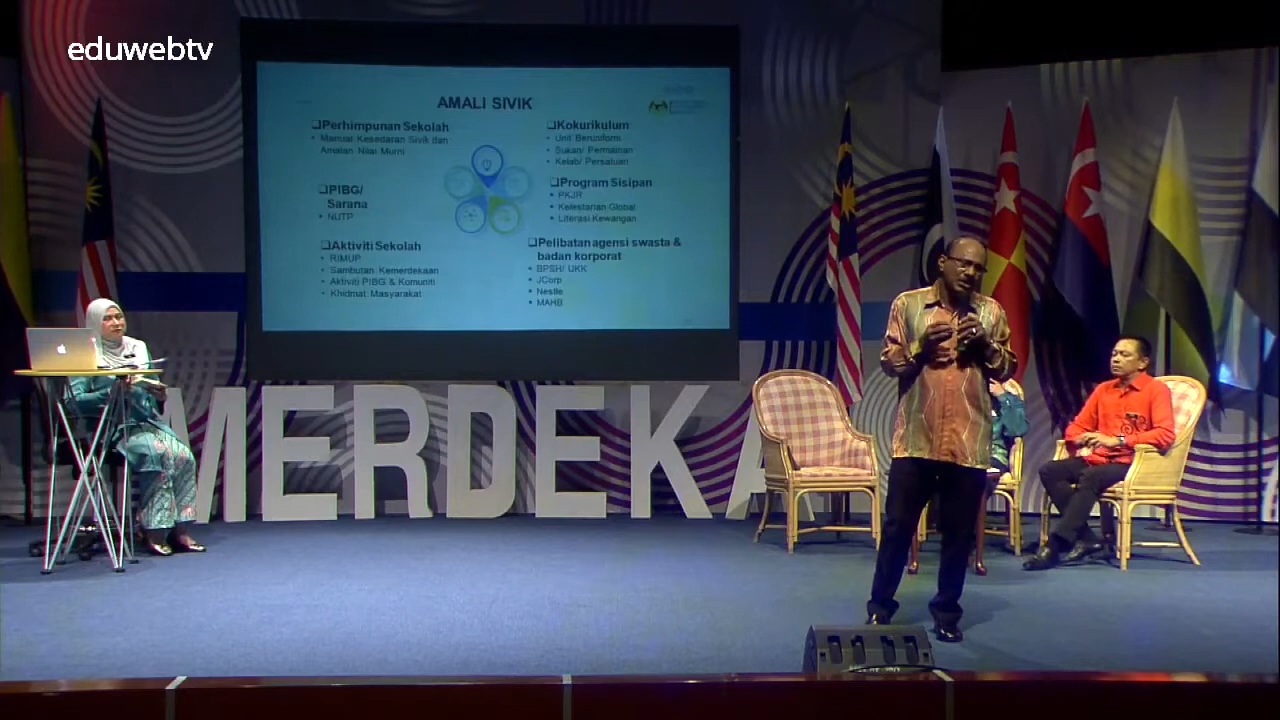 eduwebtv
AMALI SIVIK
❑Perhimpunan Sekolah
• Manual Kesedaran Sivik dan
Amalan Nilai Murni
❑PIBG/
Sarana
• NUTP
❑Aktiviti Sekolah
• RIMUP
• Sambutan Kemerdekaan
• Aktiviti PIBG & Komuniti
• Khidmat Masyarakat
❑Kokurikulum
• Unit Beruniform
• Sukan/ Permainan
• Kelab/ Persatuan
❑Program Sisipan
• PKJR
• Kelestarian Global
• Literasi Kewangan
❑Pelibatan agensi swasta &
badan korporat
• BPSH/ UKK
• JCorp
• Nestle
• MAHB
MERDEKA